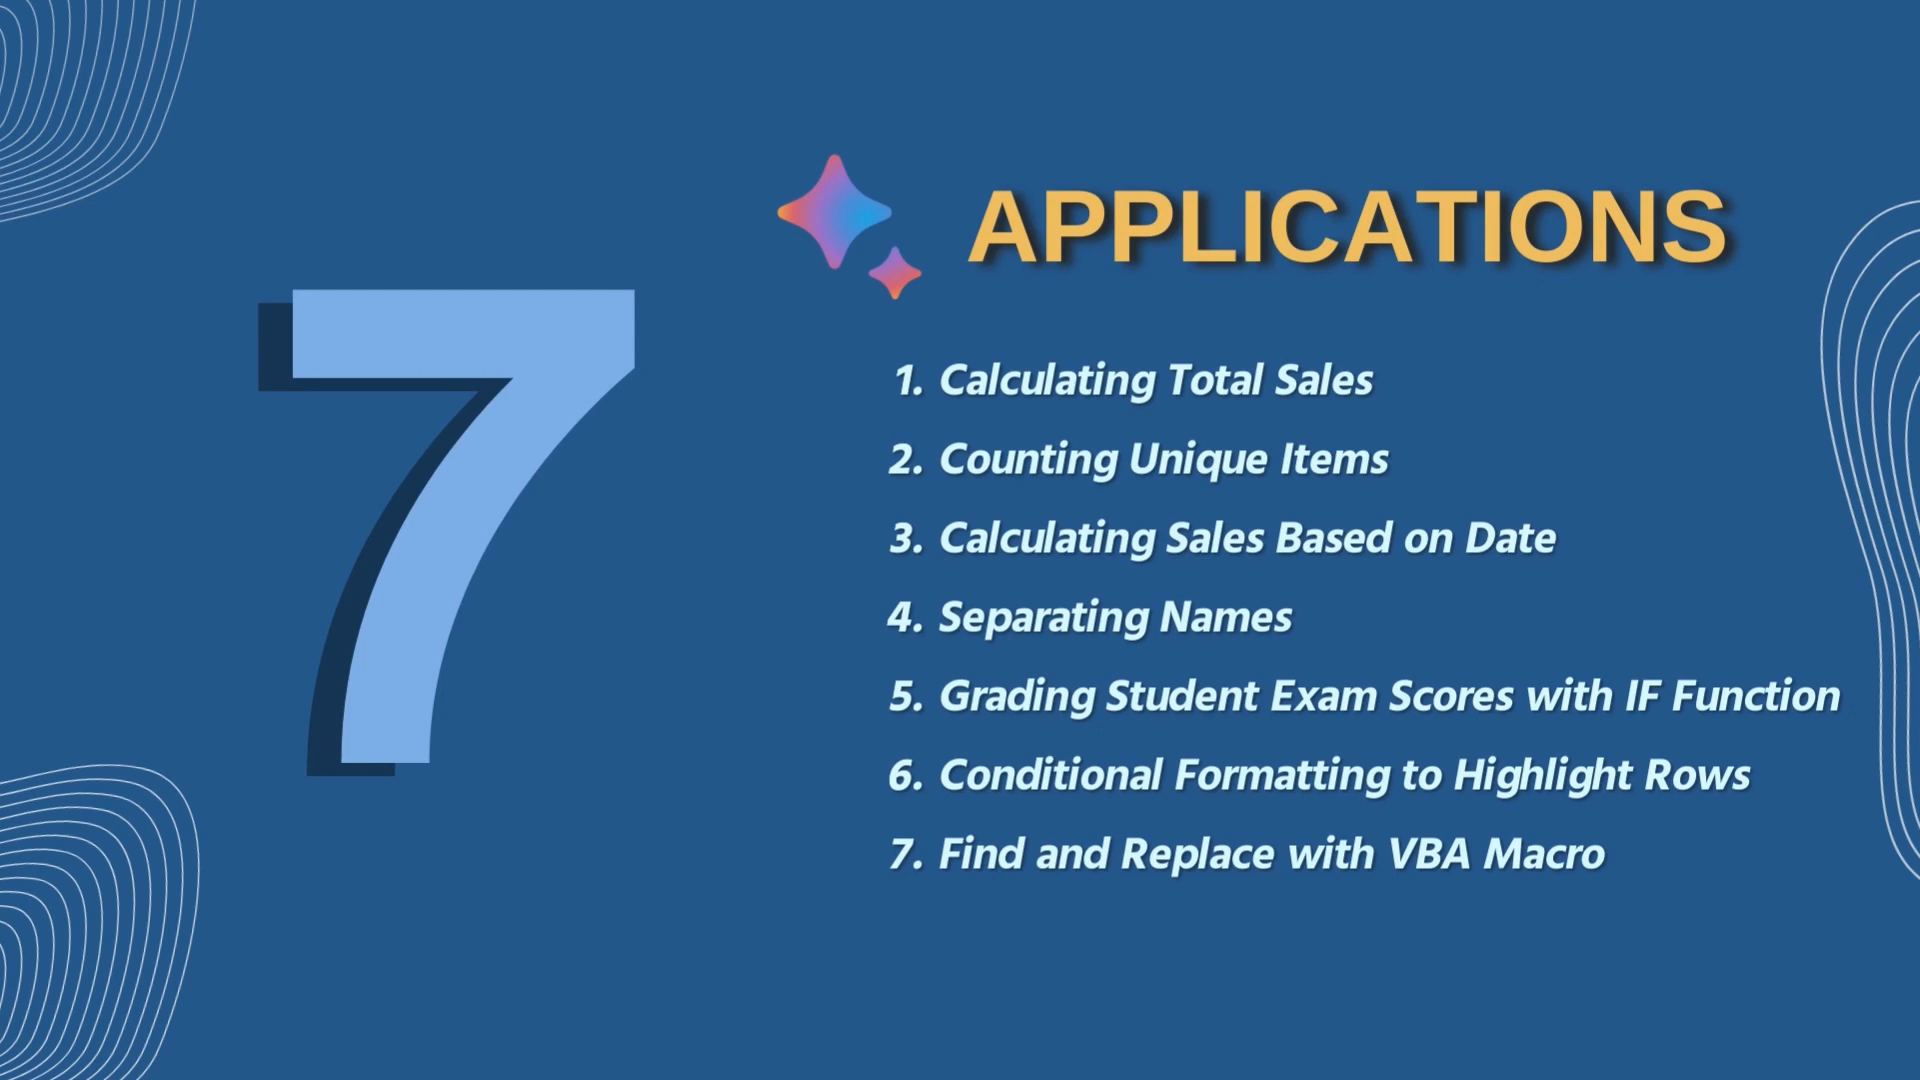 7
APPLICATIONS
1. Calculating Total Sales
2. Counting Unique Items
3. Calculating Sales Based on Date
4. Separating Names
5. Grading Student Exam Scores with IF Function
6. Conditional Formatting to Highlight Rows
7. Find and Replace with VBA Macro